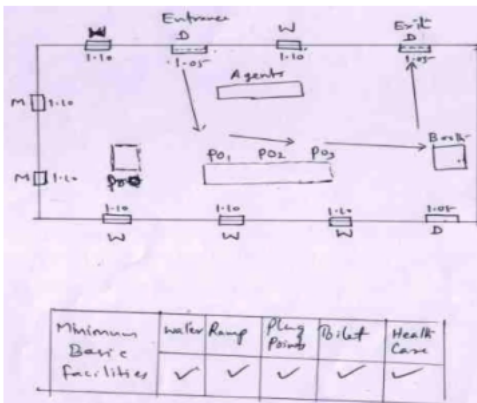 Entrance
W D W Exit
D
1.10 1.05 1.10 1.05
Agents
M 1.10
Booth
PO1 PO2 PO3
M 1.10
1.10 1.10 1.10 1.05
W W W D
Minimum Basic Facilities
Water
Ramp
Plug Points
Toilet
Health Care
✓ ✓ ✓ ✓ ✓